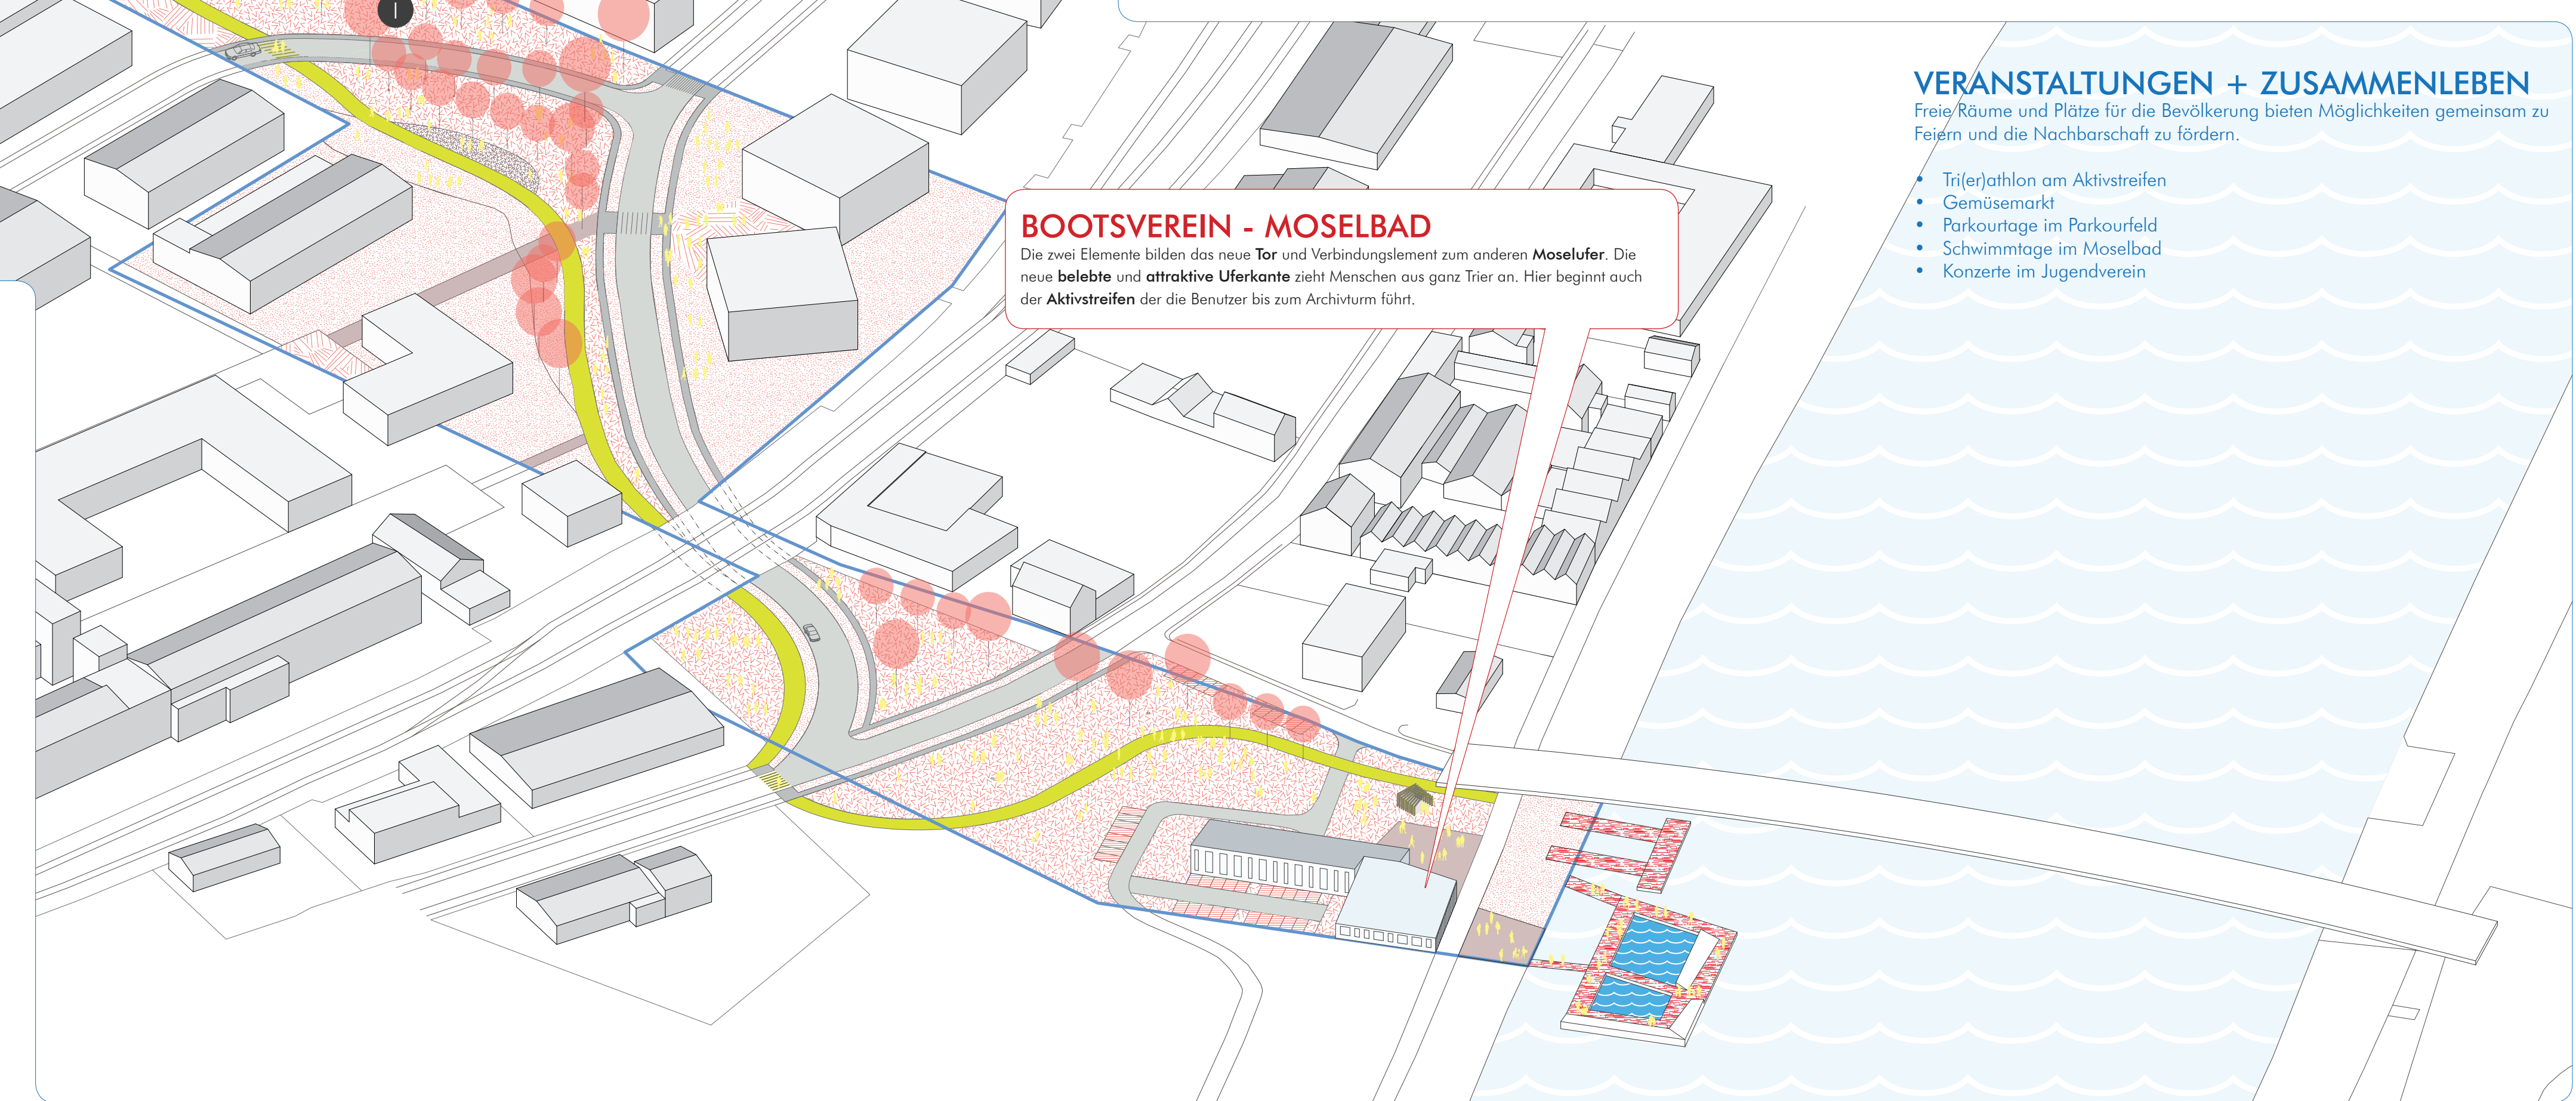 I
VERANSTALTUNGEN + ZUSAMMENLEBEN
Freie Räume und Plätze für die Bevölkerung bieten Möglichkeiten gemeinsam zu
Feiern und die Nachbarschaft zu fördern.
• Tri(er)athlon am Aktivstreifen
• Gemüsemarkt
• Parkourtage im Parkourfeld
• Schwimmtage im Moselbad
• Konzerte im Jugendverein
BOOTSVEREIN - MOSELBAD
Die zwei Elemente bilden das neue Tor und Verbindungslement zum anderen Moselufer. Die
neue belebte und attraktive Uferkante zieht Menschen aus ganz Trier an. Hier beginnt auch
der Aktivstreifen der die Benutzer bis zum Archivturm führt.